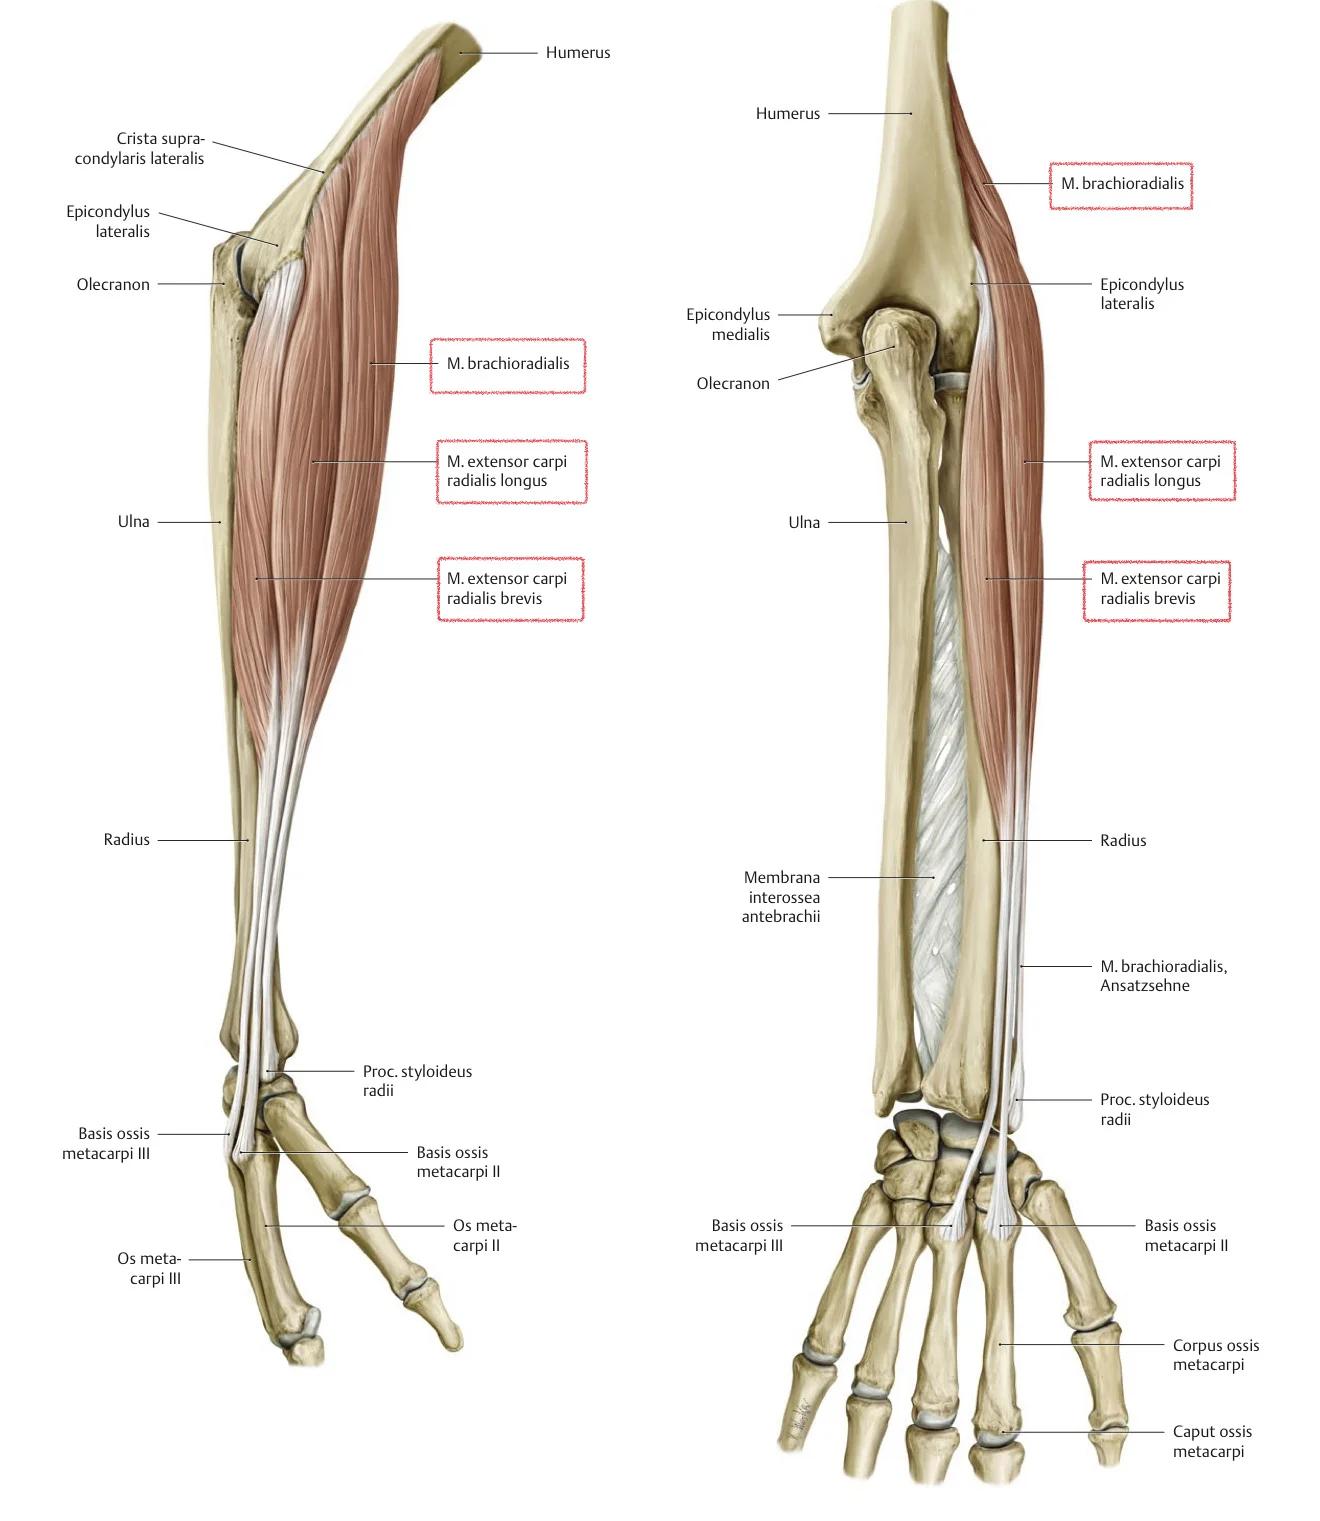 Humerus
Crista supra-
condylaris lateralis
Epicondylus
lateralis
Olecranon
M. brachioradialis
M. extensor carpi
radialis longus
Ulna
M. extensor carpi
radialis brevis
Radius
Proc. styloideus
radii
Basis ossis
metacarpi III
Basis ossis
metacarpi II
Os meta-
carpi II
Os meta-
carpi III
Humerus
M. brachioradialis
Epicondylus
lateralis
Epicondylus
medialis
Olecranon
M. extensor carpi
radialis longus
Ulna
M. extensor carpi
radialis brevis
Radius
Membrana
interossea
antebrachii
M. brachioradialis,
Ansatzsehne
Proc. styloideus
radii
Basis ossis
metacarpi III
Basis ossis
metacarpi II
Corpus ossis
metacarpi
Caput ossis
metacarpi